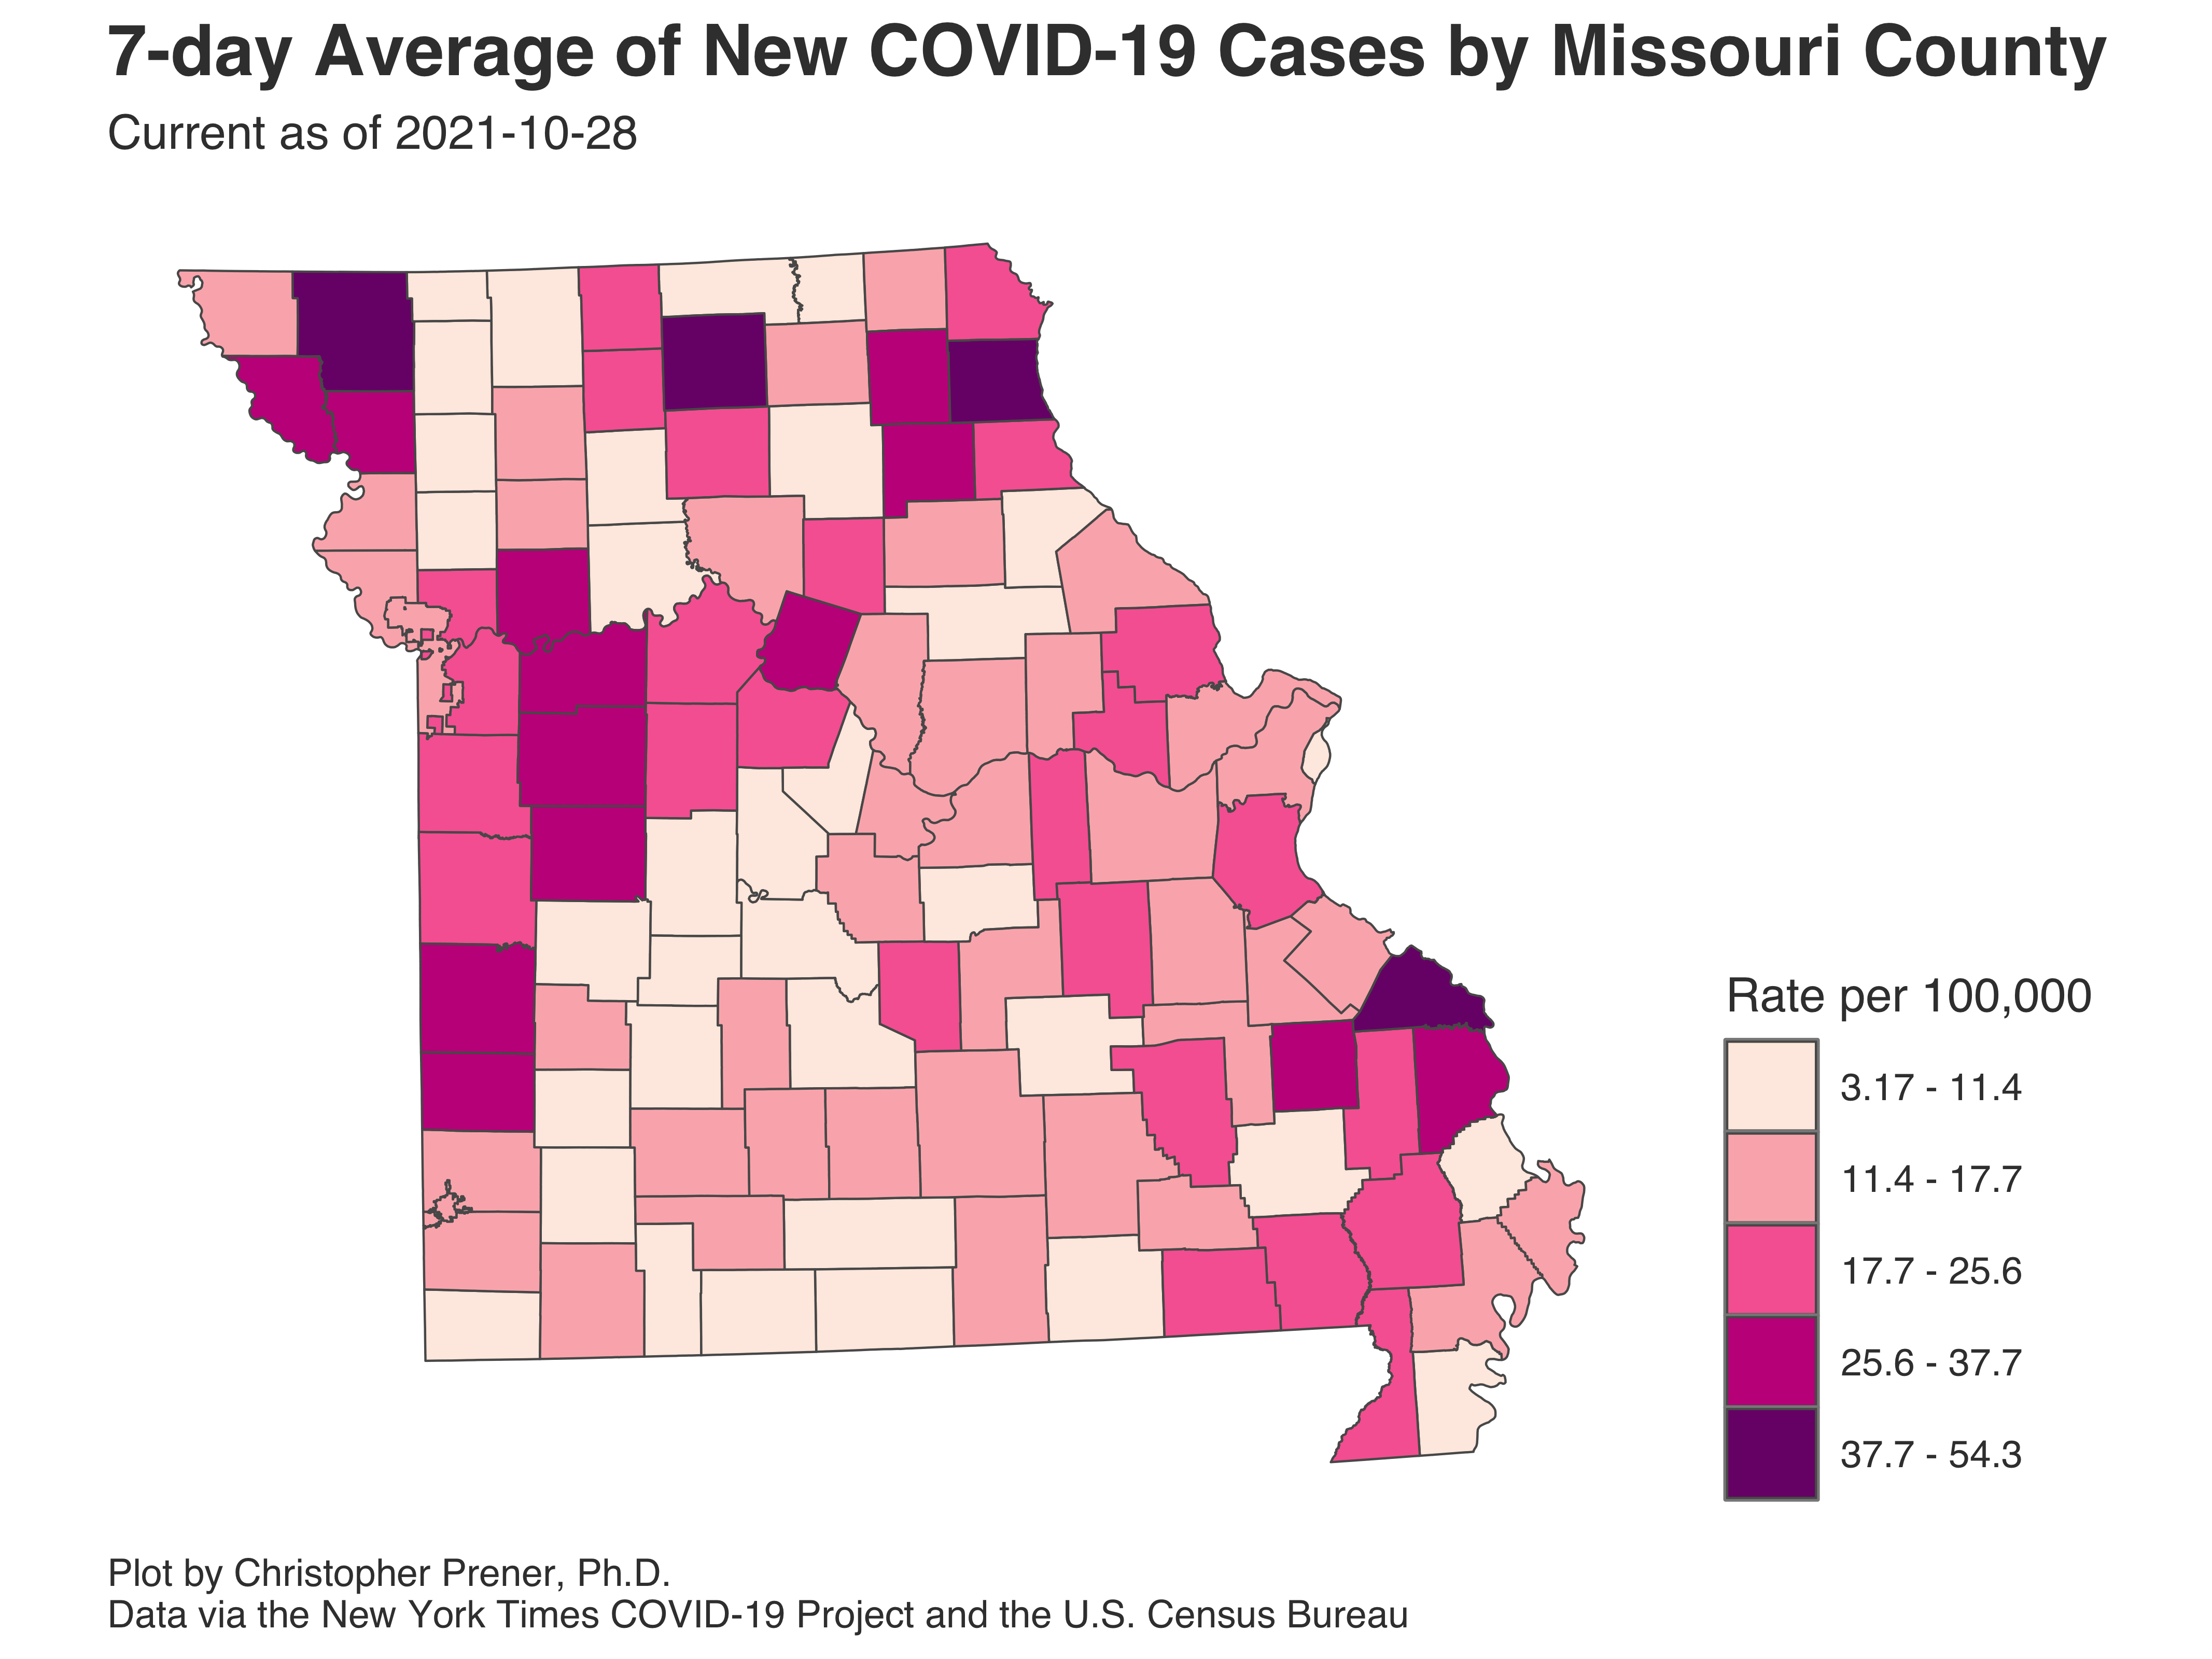 7-day Average of New COVID-19 Cases by Missouri County
Current as of 2021-10-28
Rate per 100,000
3.17 - 11.4
11.4 - 17.7
17.7 - 25.6
25.6 - 37.7
37.7 - 54.3
Plot by Christopher Prener, Ph.D.
Data via the New York Times COVID-19 Project and the U.S. Census Bureau